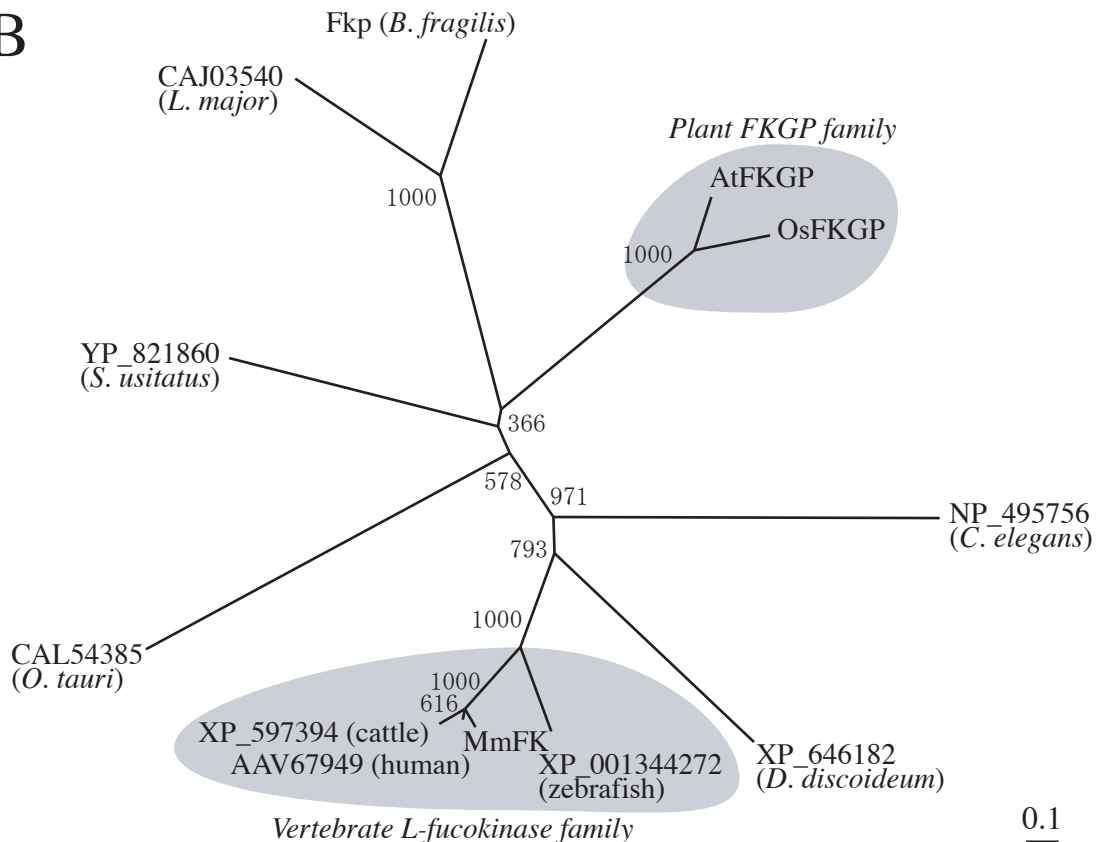 B
Fkp (B. fragilis)
CAJ03540
(L. major)
1000
Plant FKGP family
AtFKGP
OsFKGP
1000
YP_821860
(S. usitatus)
366
578
971
NP_495756
(C. elegans)
793
1000
CAL54385
(O. tauri)
1000
616
XP_597394 (cattle)
MmFK
AAV67949 (human)
XP_001344272
(zebrafish)
XP_646182
(D. discoideum)
Vertebrate L-fucokinase family
0.1